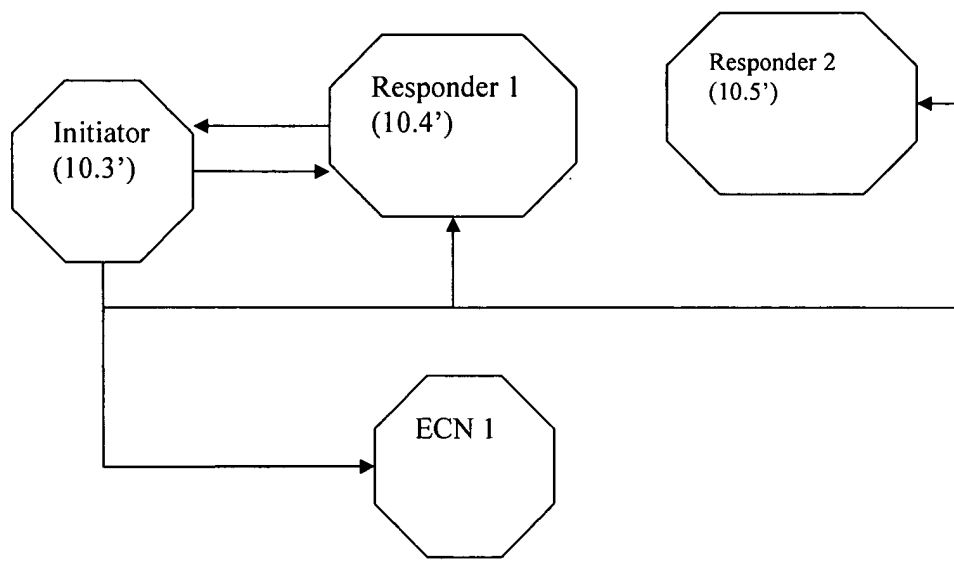 Initiator
(10.3’)
Responder 1
(10.4’)
Responder 2
(10.5’)
ECN 1